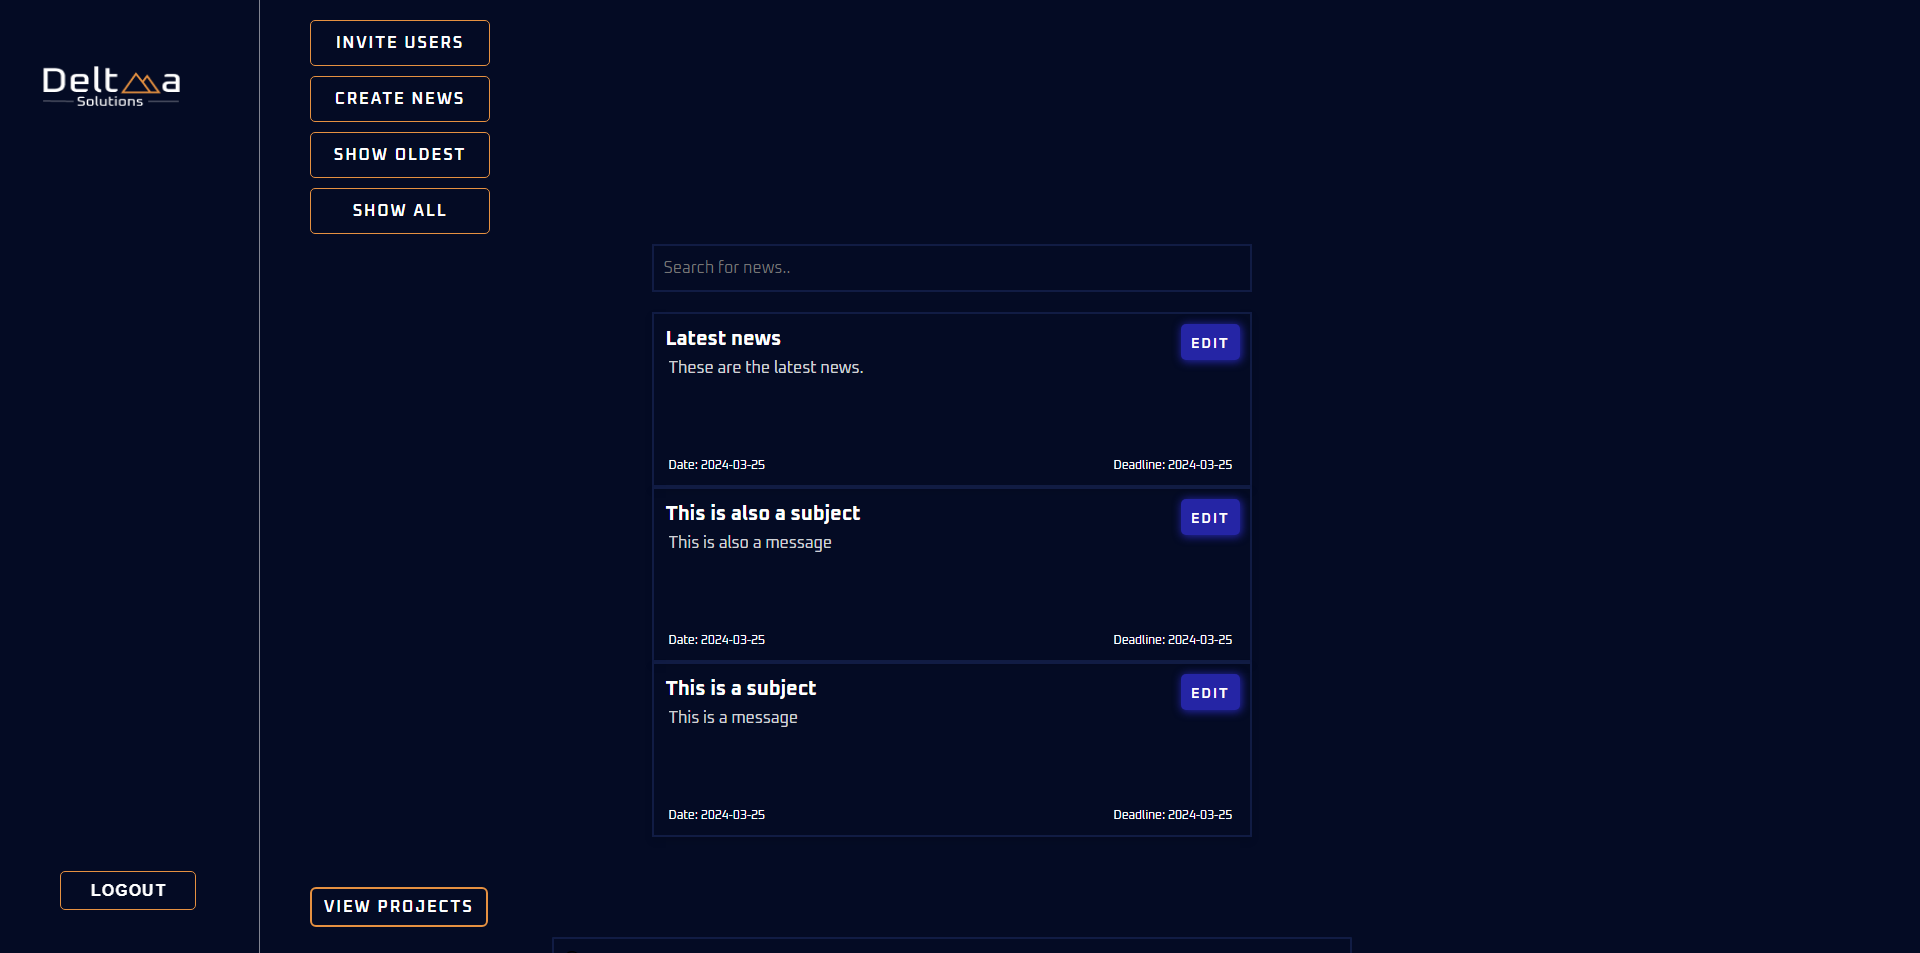 Deltaa
Solutions
INVITE USERS
CREATE NEWS
SHOW OLDEST
SHOW ALL
Search for news..
Latest news
EDIT
These are the latest news.
Date: 2024-03-25
Deadline: 2024-03-25
This is also a subject
EDIT
This is also a message
Date: 2024-03-25
Deadline: 2024-03-25
This is a subject
EDIT
This is a message
Date: 2024-03-25
Deadline: 2024-03-25
LOGOUT
VIEW PROJECTS